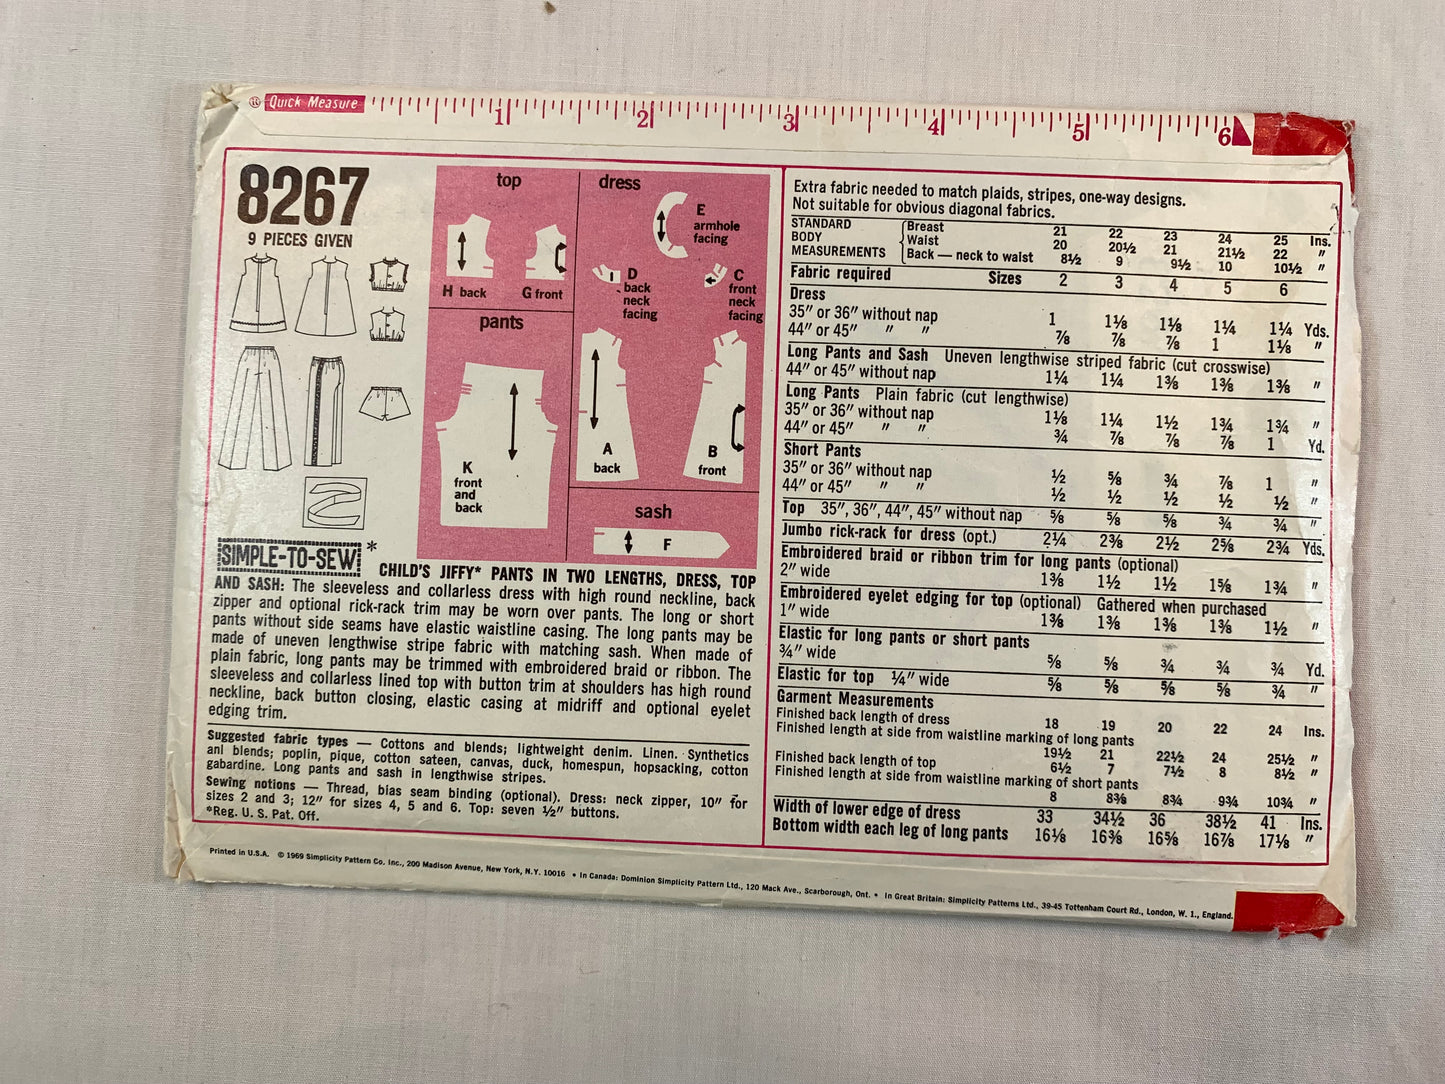 ® Quick Measure
1 2 3 4 5 6
8267
9 PIECES GIVEN
top
H back
G front
dress
E
armhole
facing
D
back
neck
facing
C
front
neck
facing
pants
K
front
and
back
A
back
B
front
sash
F
SIMPLE-TO-SEW *
CHILD'S JIFFY* PANTS IN TWO LENGTHS, DRESS, TOP
AND SASH: The sleeveless and collarless dress with high round neckline, back
zipper and optional rick-rack trim may be worn over pants. The long or short
pants without side seams have elastic waistline casing. The long pants may be
made of uneven lengthwise stripe fabric with matching sash. When made of
plain fabric, long pants may be trimmed with embroidered braid or ribbon. The
sleeveless and collarless lined top with button trim at shoulders has high round
neckline, back button closing, elastic casing at midriff and optional eyelet
edging trim.
Suggested fabric types — Cottons and blends; lightweight denim. Linen. Synthetics
anl blends; poplin, pique, cotton sateen, canvas, duck, homespun, hopsacking, cotton
gabardine. Long pants and sash in lengthwise stripes.
Sewing notions — Thread, bias seam binding (optional). Dress: neck zipper, 10" for
sizes 2 and 3; 12" for sizes 4, 5 and 6. Top: seven ½" buttons.
*Reg. U. S. Pat. Off.
Extra fabric needed to match plaids, stripes, one-way designs.
Not suitable for obvious diagonal fabrics.
STANDARD BODY MEASUREMENTS
Breast 21 22 23 24 25 Ins.
Waist 20 20½ 21 21½ 22 "
Back — neck to waist 8½ 9 9½ 10 10½ "
Fabric required Sizes 2 3 4 5 6
Dress
35" or 36" without nap 1 1⅛ 1⅛ 1¼ 1¼ Yds.
44" or 45" " " ⅞ ⅞ ⅞ 1 1⅛ "
Long Pants and Sash Uneven lengthwise striped fabric (cut crosswise)
44" or 45" without nap 1¼ 1¼ 1⅜ 1⅜ 1⅜ "
Long Pants Plain fabric (cut lengthwise)
35" or 36" without nap 1⅛ 1¼ 1½ 1¾ 1¾ "
44" or 45" " " ¾ ⅞ ⅞ ⅞ 1 Yd.
Short Pants
35" or 36" without nap ½ ⅝ ¾ ⅞ 1 "
44" or 45" " " ½ ½ ½ ½ ½ "
Top 35", 36", 44", 45" without nap ⅝ ⅝ ⅝ ¾ ¾ "
Jumbo rick-rack for dress (opt.) 2¼ 2⅜ 2½ 2⅝ 2¾ Yds.
Embroidered braid or ribbon trim for long pants (optional)
2" wide 1⅜ 1½ 1½ 1⅝ 1¾ "
Embroidered eyelet edging for top (optional) Gathered when purchased
1" wide 1⅜ 1⅜ 1⅜ 1⅜ 1½ "
Elastic for long pants or short pants
¾" wide ⅝ ⅝ ¾ ¾ ¾ Yd.
Elastic for top ¼" wide ⅝ ⅝ ⅝ ⅝ ¾ "
Garment Measurements
Finished back length of dress 18 19 20 22 24 Ins.
Finished length at side from waistline marking of long pants
19½ 21 22½ 24 25½ "
Finished back length of top 6½ 7 7½ 8 8½ "
Finished length at side from waistline marking of short pants
8 8⅜ 8¾ 9¾ 10¾ "
Width of lower edge of dress 33 34½ 36 38½ 41 Ins.
Bottom width each leg of long pants 16⅛ 16⅜ 16⅝ 16⅞ 17⅛ "
Printed in U.S.A. © 1969 Simplicity Pattern Co. Inc., 200 Madison Avenue, New York, N.Y. 10016 • In Canada: Dominion Simplicity Pattern Ltd., 120 Mack Ave., Scarborough, Ont. • In Great Britain: Simplicity Patterns Ltd., 39-45 Tottenham Court Rd., London, W. 1., England.